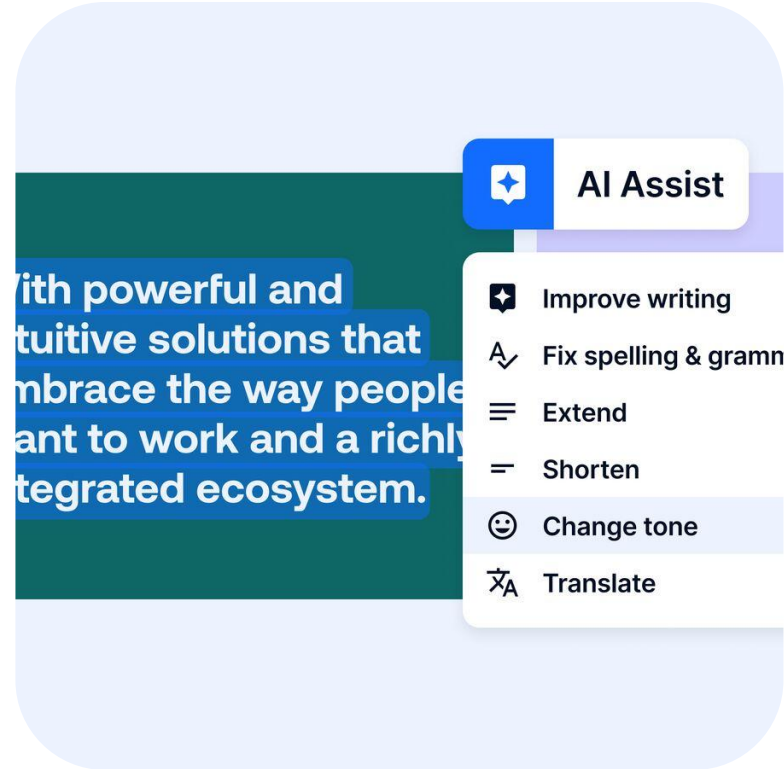 ith powerful and
tuitive solutions that
mbrace the way people
ant to work and a richly
tegrated ecosystem.
AI Assist
Improve writing
Fix spelling & gramm
Extend
Shorten
Change tone
Translate